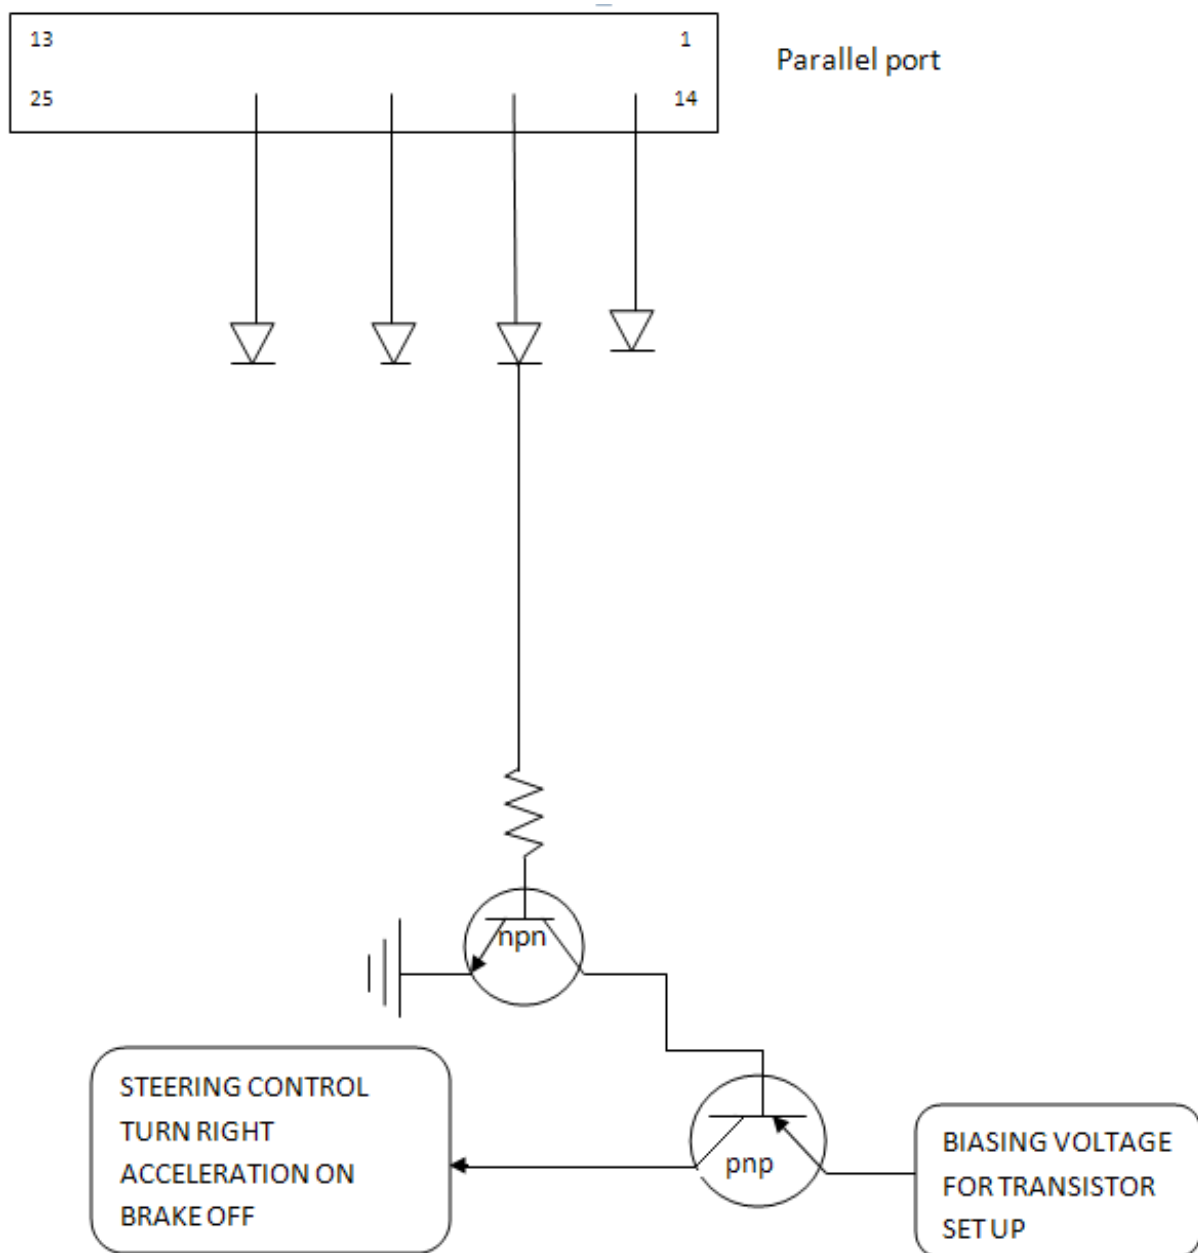 13
1
Parallel port
25
14
npn
STEERING CONTROL
TURN RIGHT
ACCELERATION ON
BRAKE OFF
pnp
BIASING VOLTAGE
FOR TRANSISTOR
SET UP